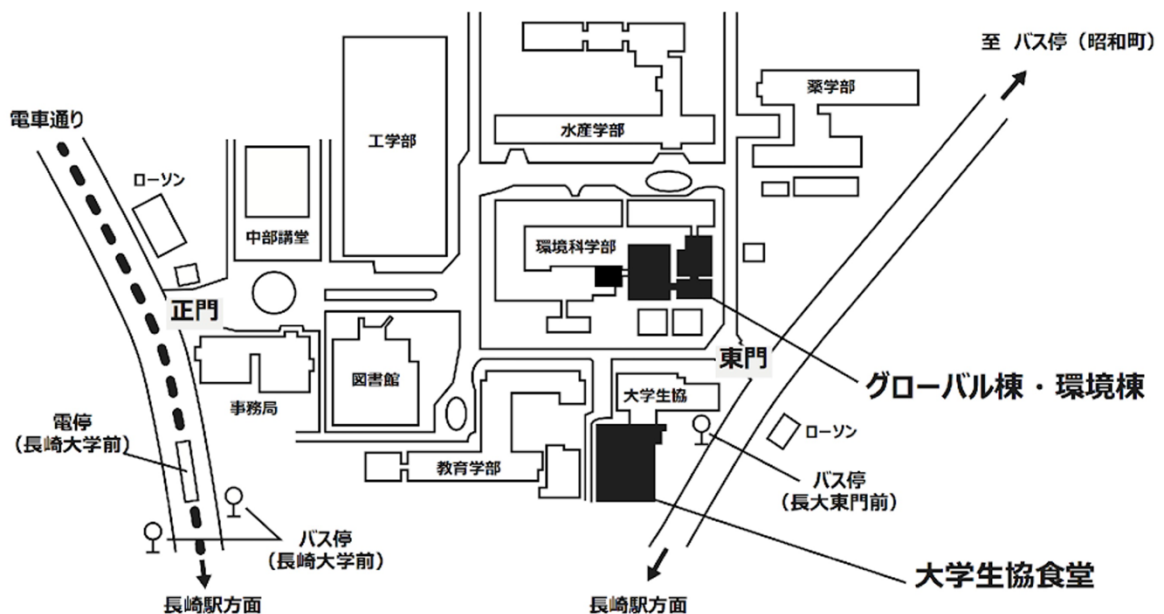 至 バス停（昭和町）
薬学部
電車通り
工学部
水産学部
ローソン
中部講堂
環境科学部
正門
東門
グローバル棟・環境棟
図書館
大学生協
事務局
ローソン
電停
（長崎大学前）
教育学部
バス停
（長大東門前）
バス停
（長崎大学前）
大学生協食堂
長崎駅方面
長崎駅方面